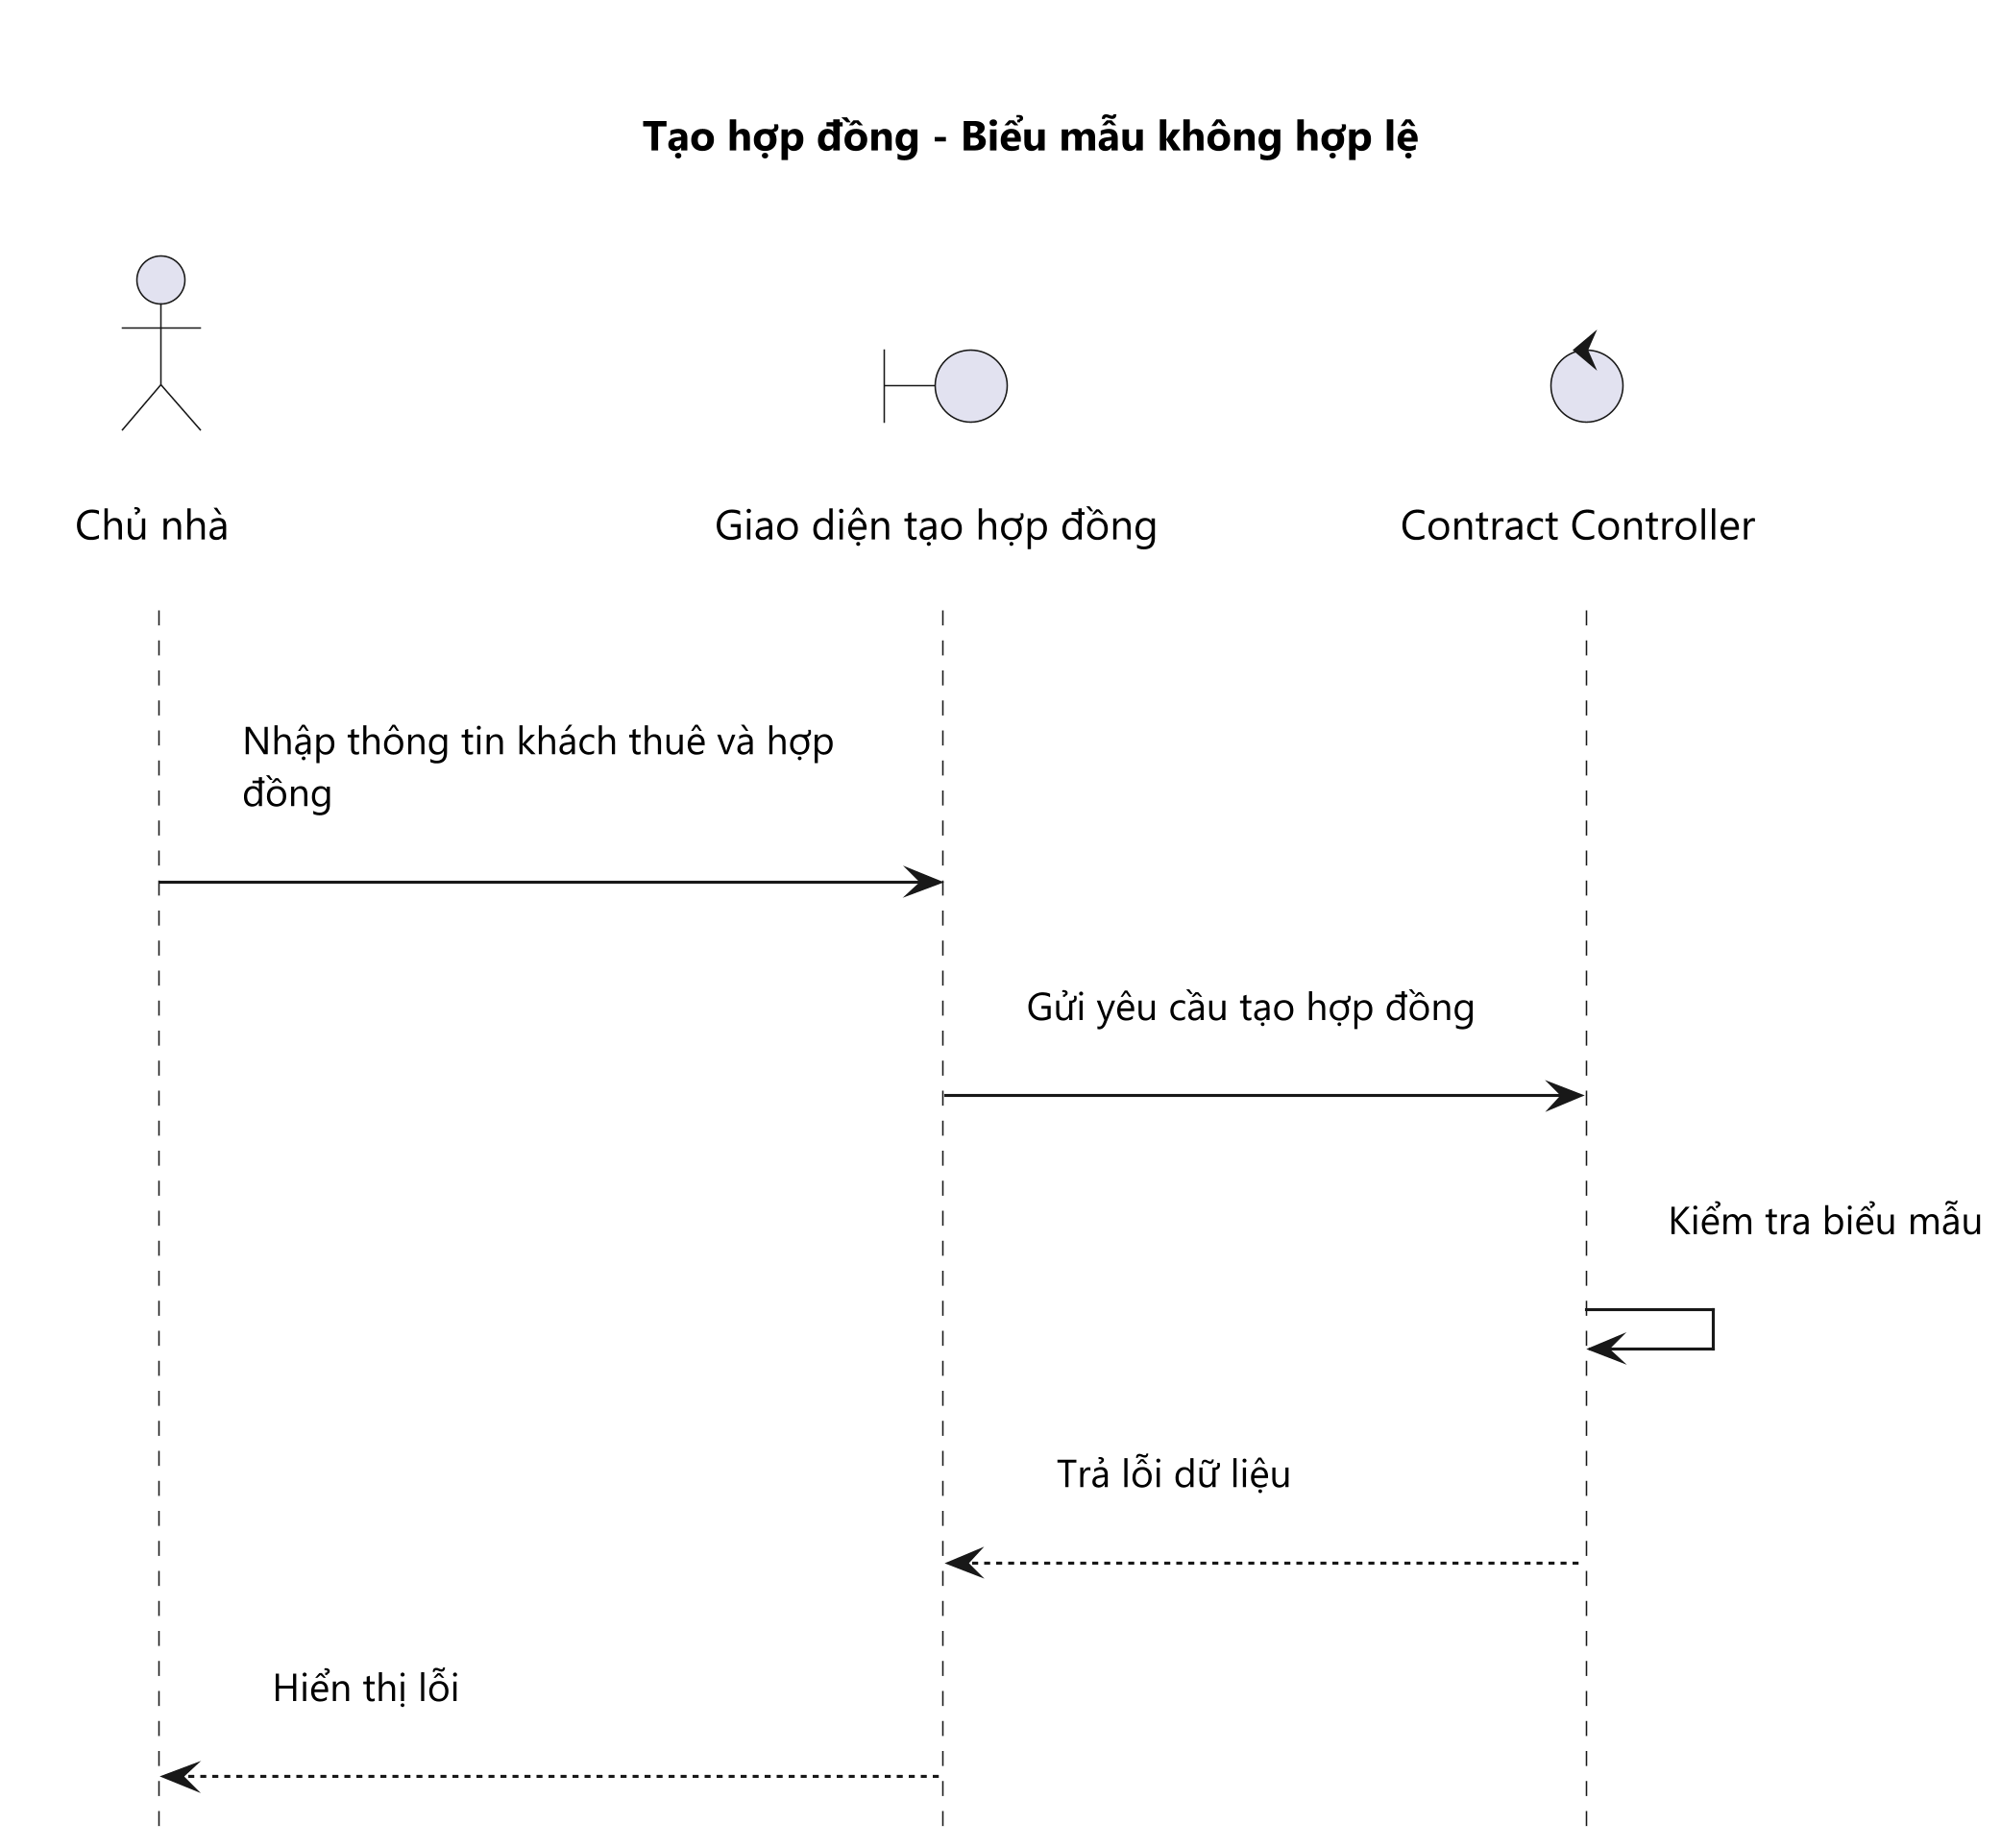 Tạo hợp đồng - Biểu mẫu không hợp lệ
Chủ nhà
Giao diện tạo hợp đồng
Contract Controller
Nhập thông tin khách thuê và hợp
đồng
Gửi yêu cầu tạo hợp đồng
Kiểm tra biểu mẫu
Trả lỗi dữ liệu
Hiển thị lỗi